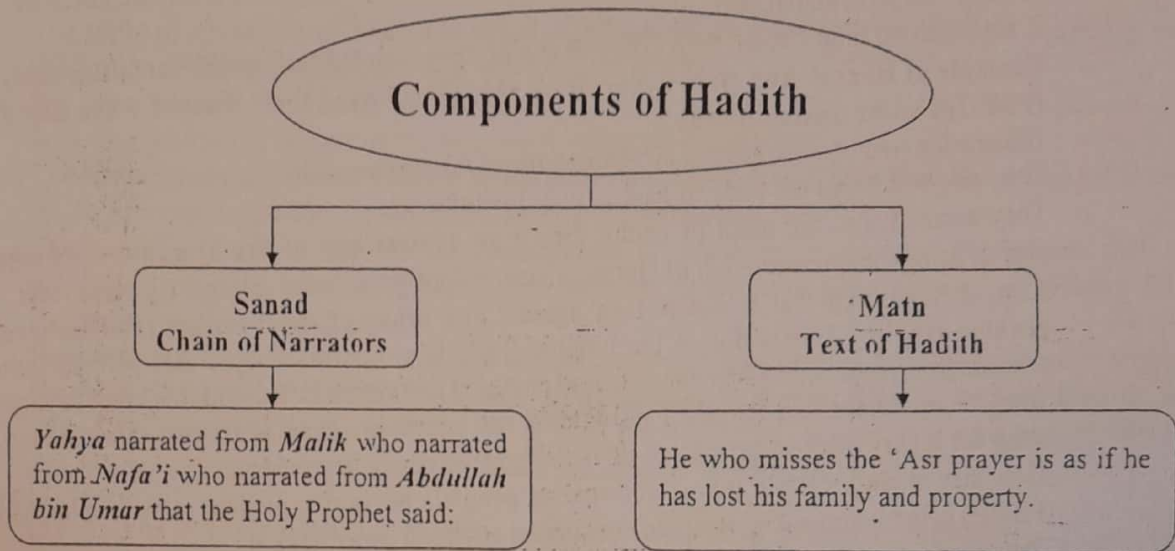 Components of Hadith
Sanad
Chain of Narrators
Matn
Text of Hadith
Yahya narrated from Malik who narrated
from Nafa'i who narrated from Abdullah
bin Umar that the Holy Prophet said:
He who misses the 'Asr prayer is as if he
has lost his family and property.